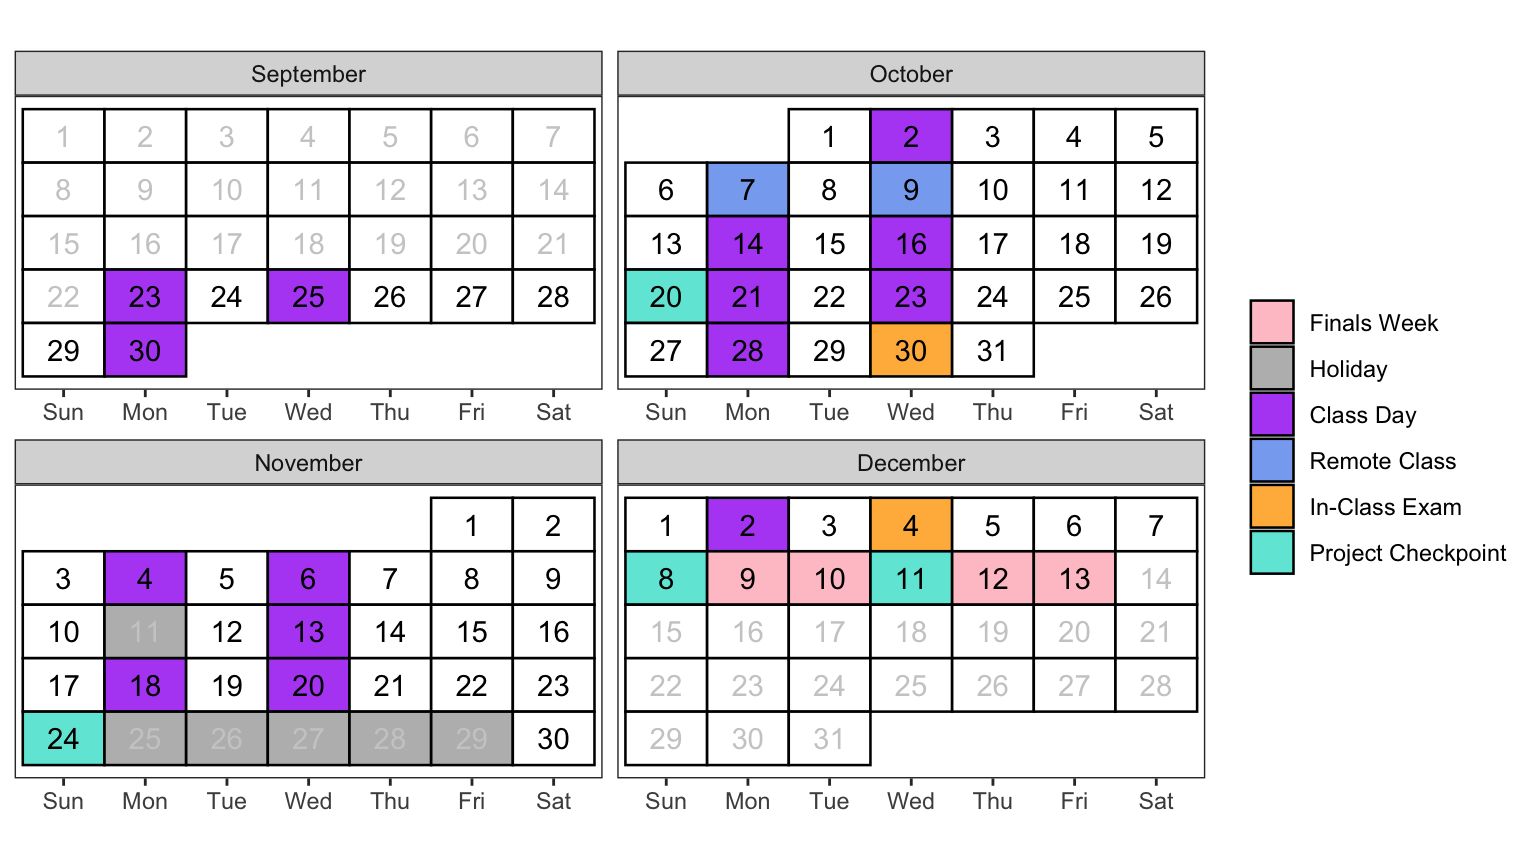 September
1 2 3 4 5 6 7
8 9 10 11 12 13 14
15 16 17 18 19 20 21
22 23 24 25 26 27 28
29 30
Sun Mon Tue Wed Thu Fri Sat
October
1 2 3 4 5
6 7 8 9 10 11 12
13 14 15 16 17 18 19
20 21 22 23 24 25 26
27 28 29 30 31
Sun Mon Tue Wed Thu Fri Sat
November
1 2
3 4 5 6 7 8 9
10 11 12 13 14 15 16
17 18 19 20 21 22 23
24 25 26 27 28 29 30
Sun Mon Tue Wed Thu Fri Sat
December
1 2 3 4 5 6 7
8 9 10 11 12 13 14
15 16 17 18 19 20 21
22 23 24 25 26 27 28
29 30 31
Sun Mon Tue Wed Thu Fri Sat
Finals Week
Holiday
Class Day
Remote Class
In-Class Exam
Project Checkpoint